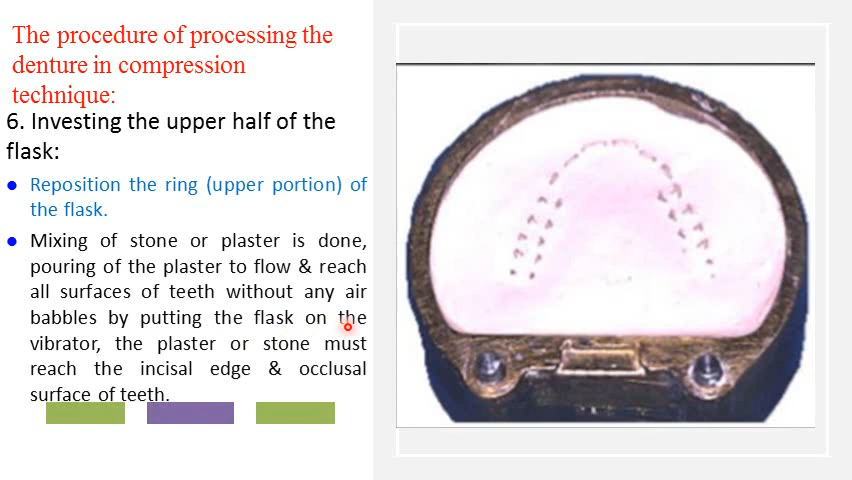 The procedure of processing the
denture in compression
technique:
6. Investing the upper half of the
flask:
● Reposition the ring (upper portion) of
the flask.
● Mixing of stone or plaster is done,
pouring of the plaster to flow & reach
all surfaces of teeth without any air
babbles by putting the flask on the
vibrator, the plaster or stone must
reach the incisal edge & occlusal
surface of teeth.